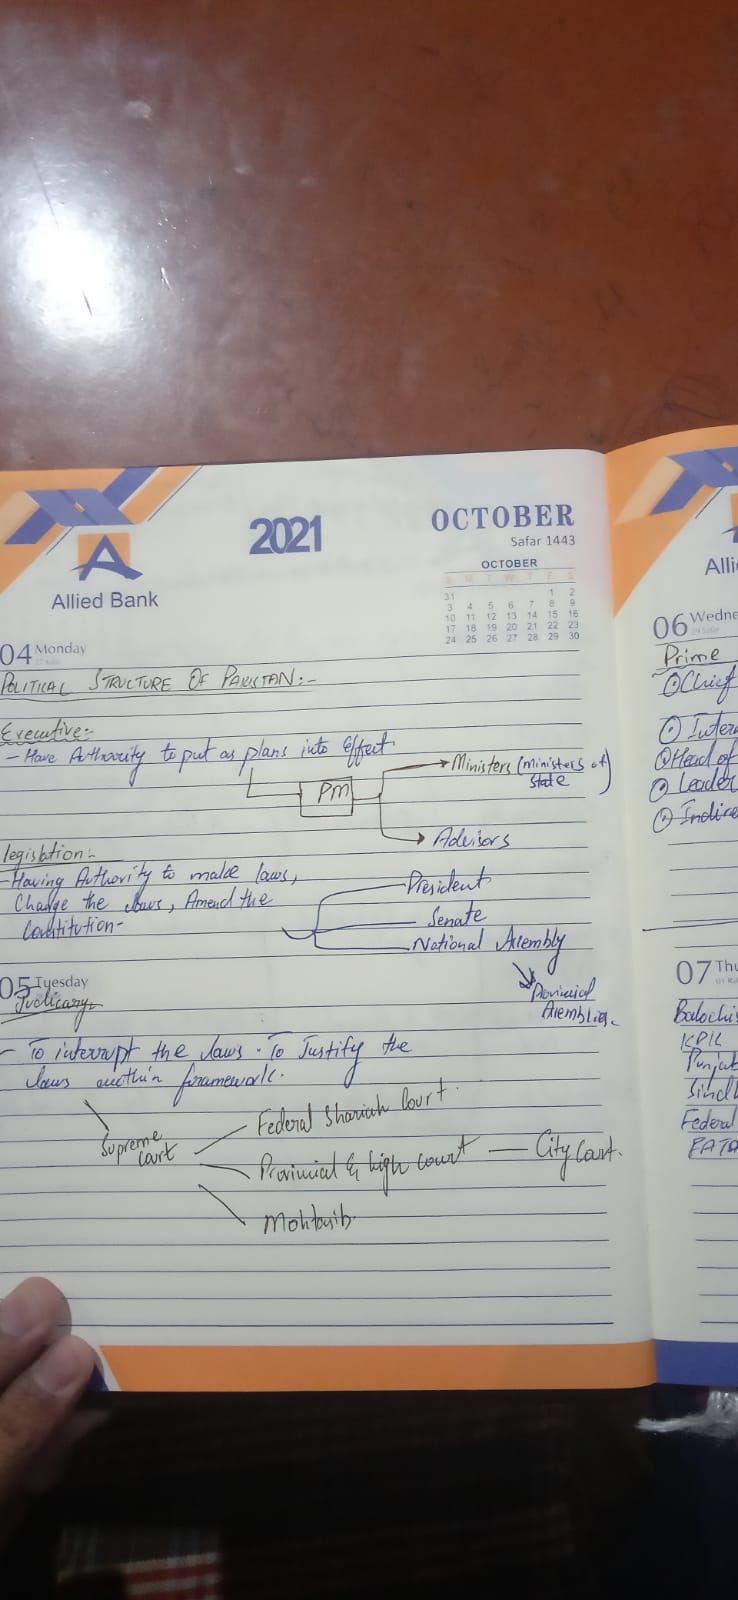 2021
OCTOBER
Safar 1443
OCTOBER
S M T W T F S
31 1 2
3 4 5 6 7 8 9
10 11 12 13 14 15 16
17 18 19 20 21 22 23
24 25 26 27 28 29 30
Allied Bank
04 Monday
POLITICAL STRUCTURE OF PAKISTAN:-
Executive:-
- Have Authority to put as plans into Effect.
PM
Ministers (Ministers of
State)
Advisors
legislation:-
- Having Authority to make laws,
Change the laws, Amend the
Constitution-
President
Senate
National Assembly
Provincial
Assemblies.
05 Tuesday
Judicary
- To interrupt the laws. To Justify the
laws framework.
Supreme
Court
Federal Shariah Court.
Provincial & high court — City Court.
Mohtasib.
Alli
06 Wedne
Prime
Chief
Inter
Head of
Leader
Indire
07 Thu
Balochis
KPK
Punjab
Sindh
Federal
FATA